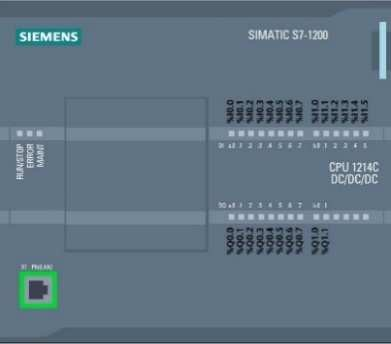 SIEMENS
SIMATIC S7-1200
%I0.0 %I0.1 %I0.2 %I0.3 %I0.4 %I0.5 %I0.6 %I0.7 %I1.0 %I1.1 %I1.2 %I1.3 %I1.4 %I1.5
DI a.0 .1 .2 .3 .4 .5 .6 .7 b.0 .1 .2 .3 .4 .5
RUN/STOP
ERROR
MAINT
CPU 1214C
DC/DC/DC
DQ a.0 .1 .2 .3 .4 .5 .6 .7 b.0 .1
%Q0.0 %Q0.1 %Q0.2 %Q0.3 %Q0.4 %Q0.5 %Q0.6 %Q0.7 %Q1.0 %Q1.1